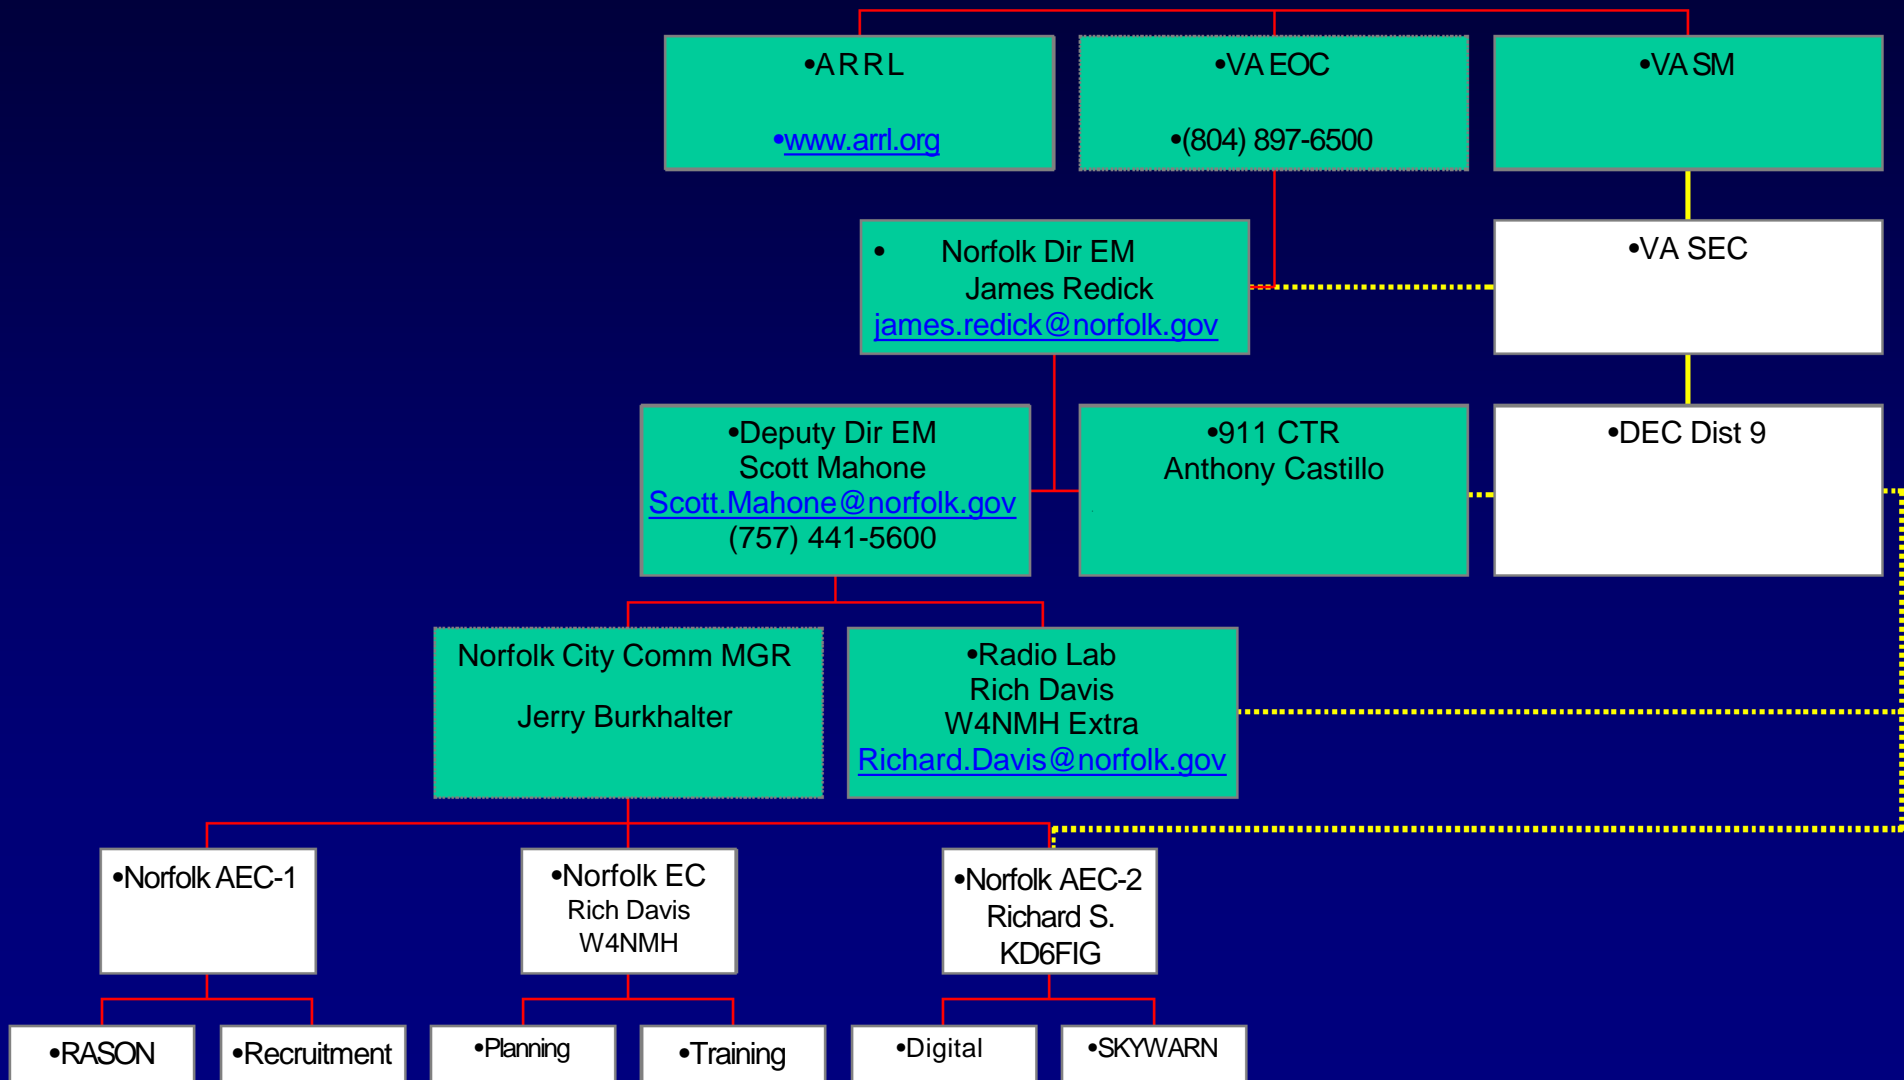 •ARRL
•www.arrl.org
•VA EOC
•(804) 897-6500
•VA SM
• Norfolk Dir EM
James Redick
james.redick@norfolk.gov
•VA SEC
•Deputy Dir EM
Scott Mahone
Scott.Mahone@norfolk.gov
(757) 441-5600
•911 CTR
Anthony Castillo
•DEC Dist 9
Norfolk City Comm MGR
Jerry Burkhalter
•Radio Lab
Rich Davis
W4NMH Extra
Richard.Davis@norfolk.gov
•Norfolk AEC-1
•Norfolk EC
Rich Davis
W4NMH
•Norfolk AEC-2
Richard S.
KD6FIG
•RASON
•Recruitment
•Planning
•Training
•Digital
•SKYWARN